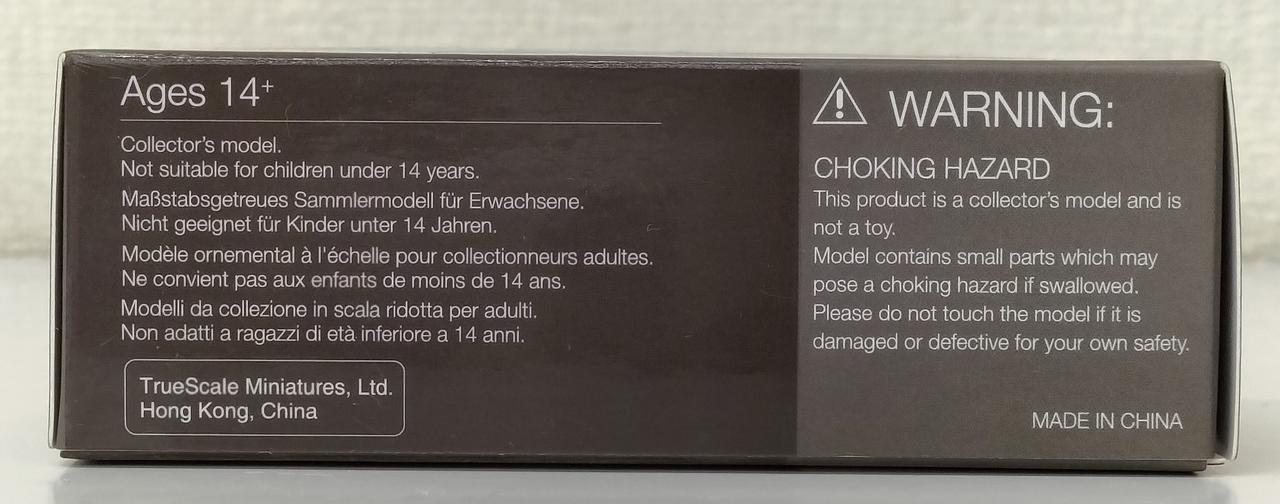 Ages 14+
Collector's model.
Not suitable for children under 14 years.
Maßstabsgetreues Sammlermodell für Erwachsene.
Nicht geeignet für Kinder unter 14 Jahren.
Modèle ornemental à l'échelle pour collectionneurs adultes.
Ne convient pas aux enfants de moins de 14 ans.
Modelli da collezione in scala ridotta per adulti.
Non adatti a ragazzi di età inferiore a 14 anni.
TrueScale Miniatures, Ltd.
Hong Kong, China
WARNING:
CHOKING HAZARD
This product is a collector's model and is
not a toy.
Model contains small parts which may
pose a choking hazard if swallowed.
Please do not touch the model if it is
damaged or defective for your own safety.
MADE IN CHINA